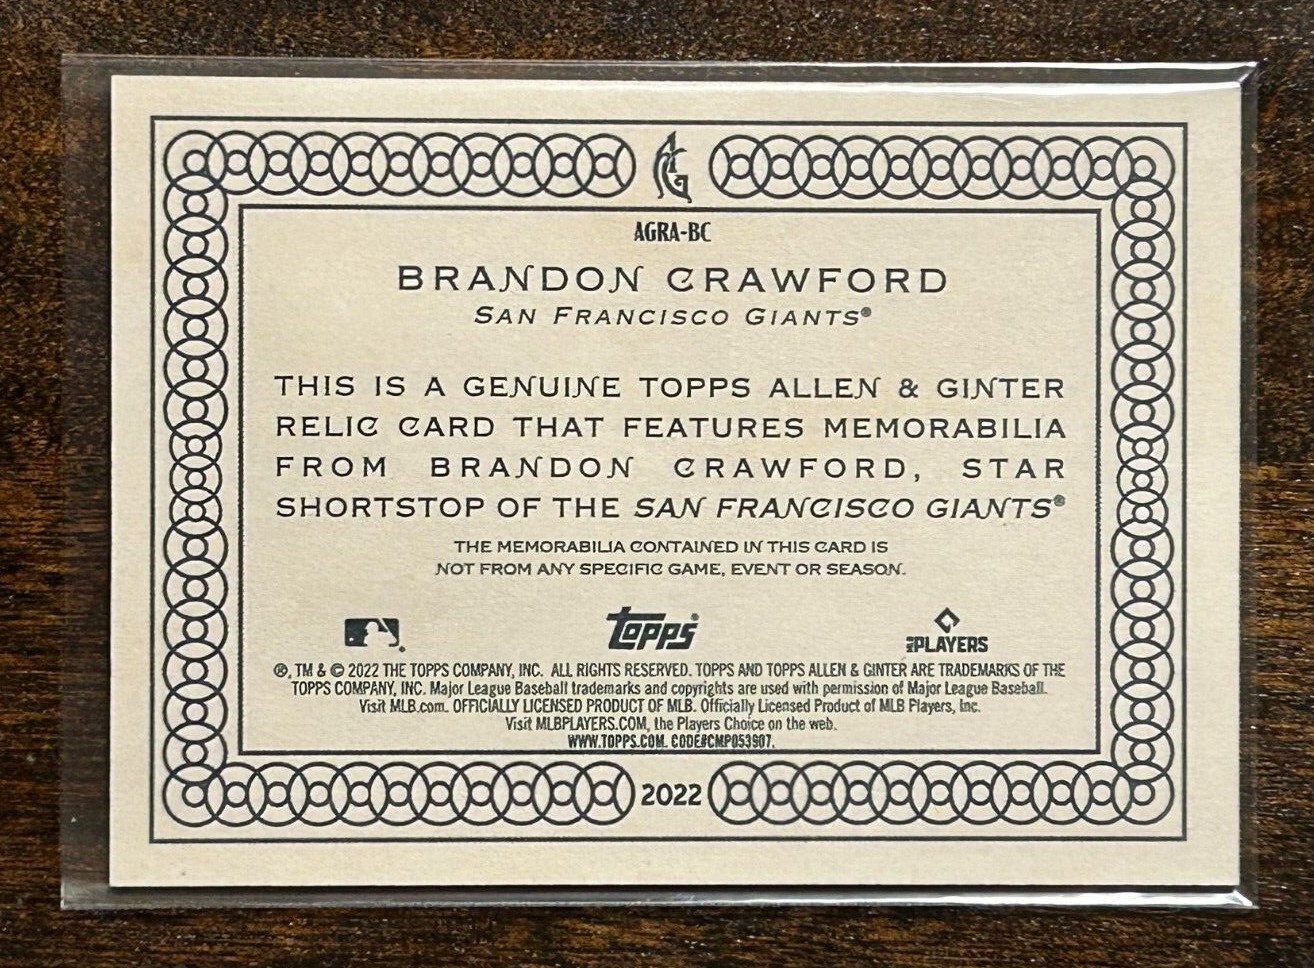 AG
AGRA-BC
BRANDON CRAWFORD
SAN FRANCISCO GIANTS®
THIS IS A GENUINE TOPPS ALLEN & GINTER
RELIC CARD THAT FEATURES MEMORABILIA
FROM BRANDON CRAWFORD, STAR
SHORTSTOP OF THE SAN FRANCISCO GIANTS®
THE MEMORABILIA CONTAINED IN THIS CARD IS
NOT FROM ANY SPECIFIC GAME, EVENT OR SEASON.
topps® MLB PLAYERS
®, TM & © 2022 THE TOPPS COMPANY, INC. ALL RIGHTS RESERVED. TOPPS AND TOPPS ALLEN & GINTER ARE TRADEMARKS OF THE
TOPPS COMPANY, INC. Major League Baseball trademarks and copyrights are used with permission of Major League Baseball.
Visit MLB.com. OFFICIALLY LICENSED PRODUCT OF MLB. Officially Licensed Product of MLB Players, Inc.
Visit MLBPLAYERS.COM, the Players Choice on the web.
WWW.TOPPS.COM. CODE#CMP053907.
2022